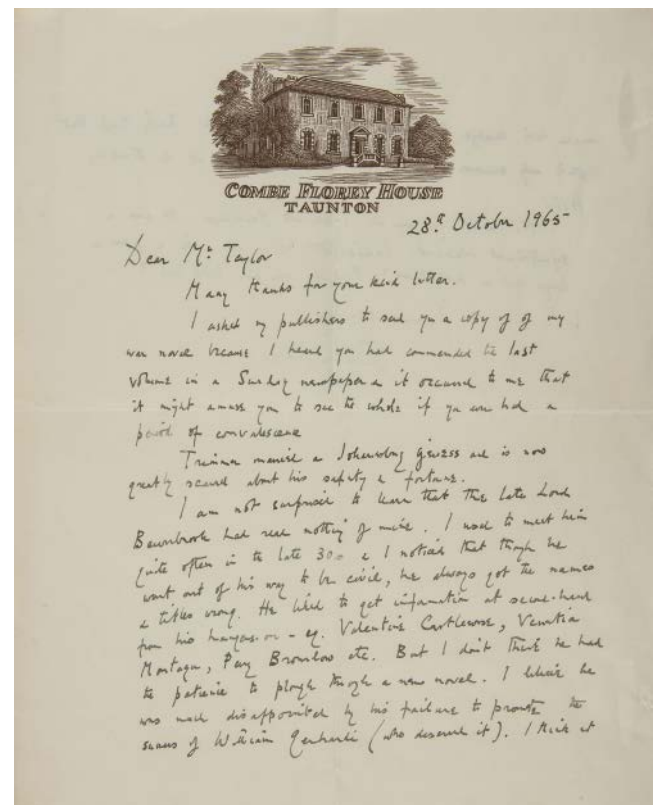 COMBE FLOREY HOUSE
TAUNTON
28th October 1965
Dear Mr Taylor
Many thanks for your kind letter.
I asked my publishers to send you a copy of of my
war novel because I heard you had commended the last
volume in a Sunday newspaper & it occurred to me that
it might amuse you to see the whole if you ever had a
period of convalescence
Trimmer married a Johannesburg Jewess and is now
greatly scared about his safety & fortune.
I am not surprised to learn that the late Lord
Beaverbrook had read nothing of mine. I used to meet him
quite often in the late 30s & I noticed that though he
went out of his way to be civil, he always got the names
& titles wrong. He liked to get information at second-hand
from his hangers-on – eg. Valentine Castlerosse, Venetia
Montagu, Perry Brownlow etc. But I don't think he had
the patience to plough through a new novel. I believe he
was much disappointed by his failure to promote the
success of William Gerhardi (who deserved it). I think it